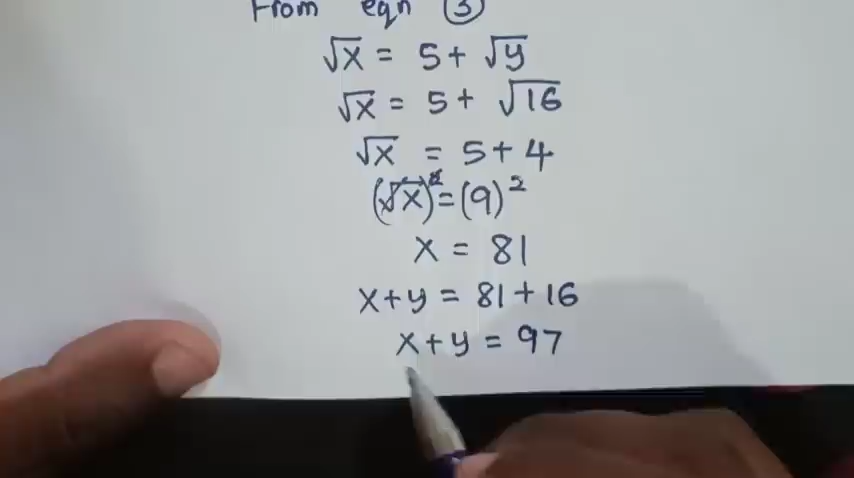 From eqn ③
√x = 5 + √y
√x = 5 + √16
√x = 5 + 4
(√x)² = (9)²
x = 81
x + y = 81 + 16
x + y = 97